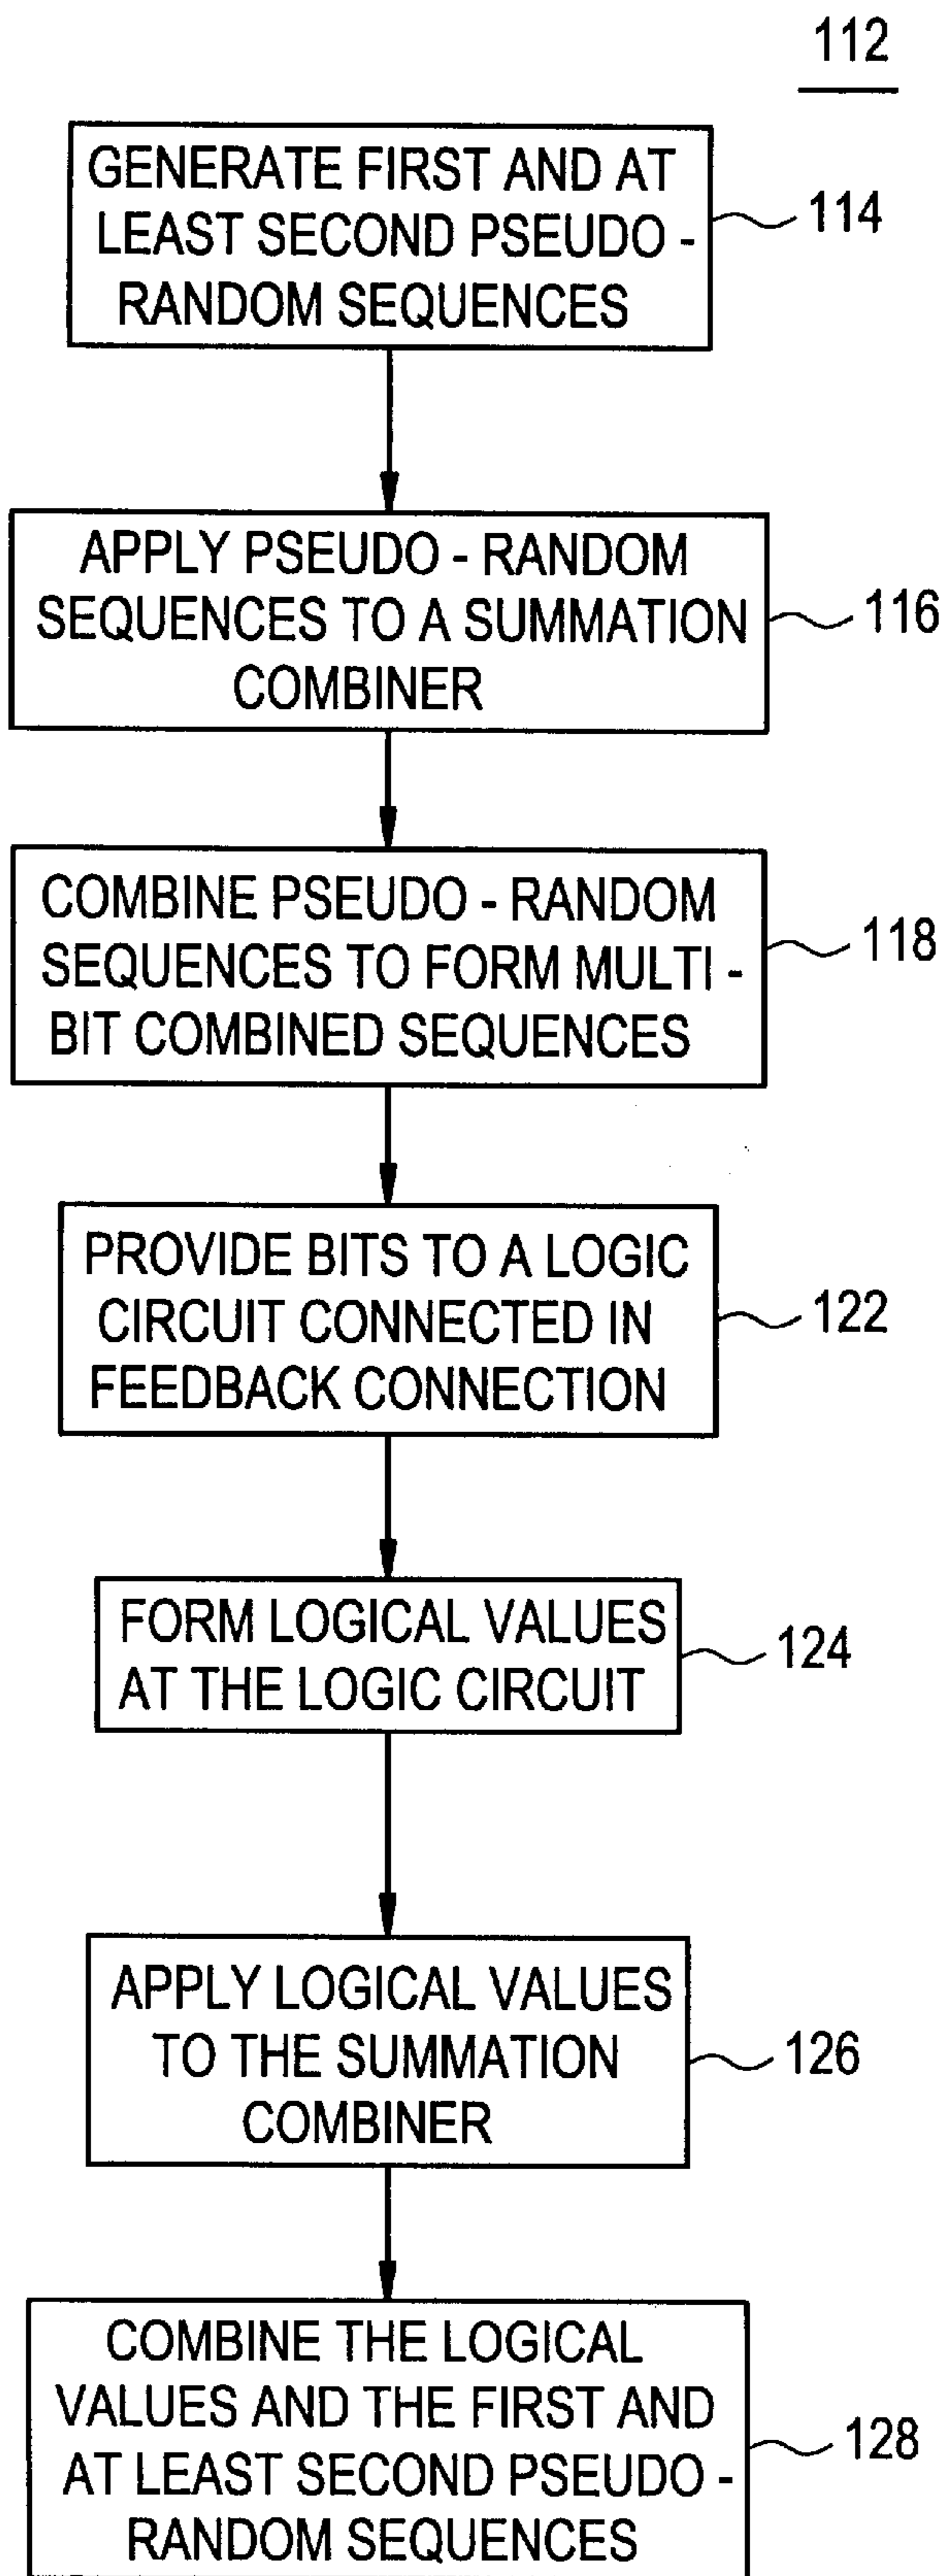 112
GENERATE FIRST AND AT
LEAST SECOND PSEUDO -
RANDOM SEQUENCES
114
APPLY PSEUDO - RANDOM
SEQUENCES TO A SUMMATION
COMBINER
116
COMBINE PSEUDO - RANDOM
SEQUENCES TO FORM MULTI -
BIT COMBINED SEQUENCES
118
PROVIDE BITS TO A LOGIC
CIRCUIT CONNECTED IN
FEEDBACK CONNECTION
122
FORM LOGICAL VALUES
AT THE LOGIC CIRCUIT
124
APPLY LOGICAL VALUES
TO THE SUMMATION
COMBINER
126
COMBINE THE LOGICAL
VALUES AND THE FIRST AND
AT LEAST SECOND PSEUDO -
RANDOM SEQUENCES
128